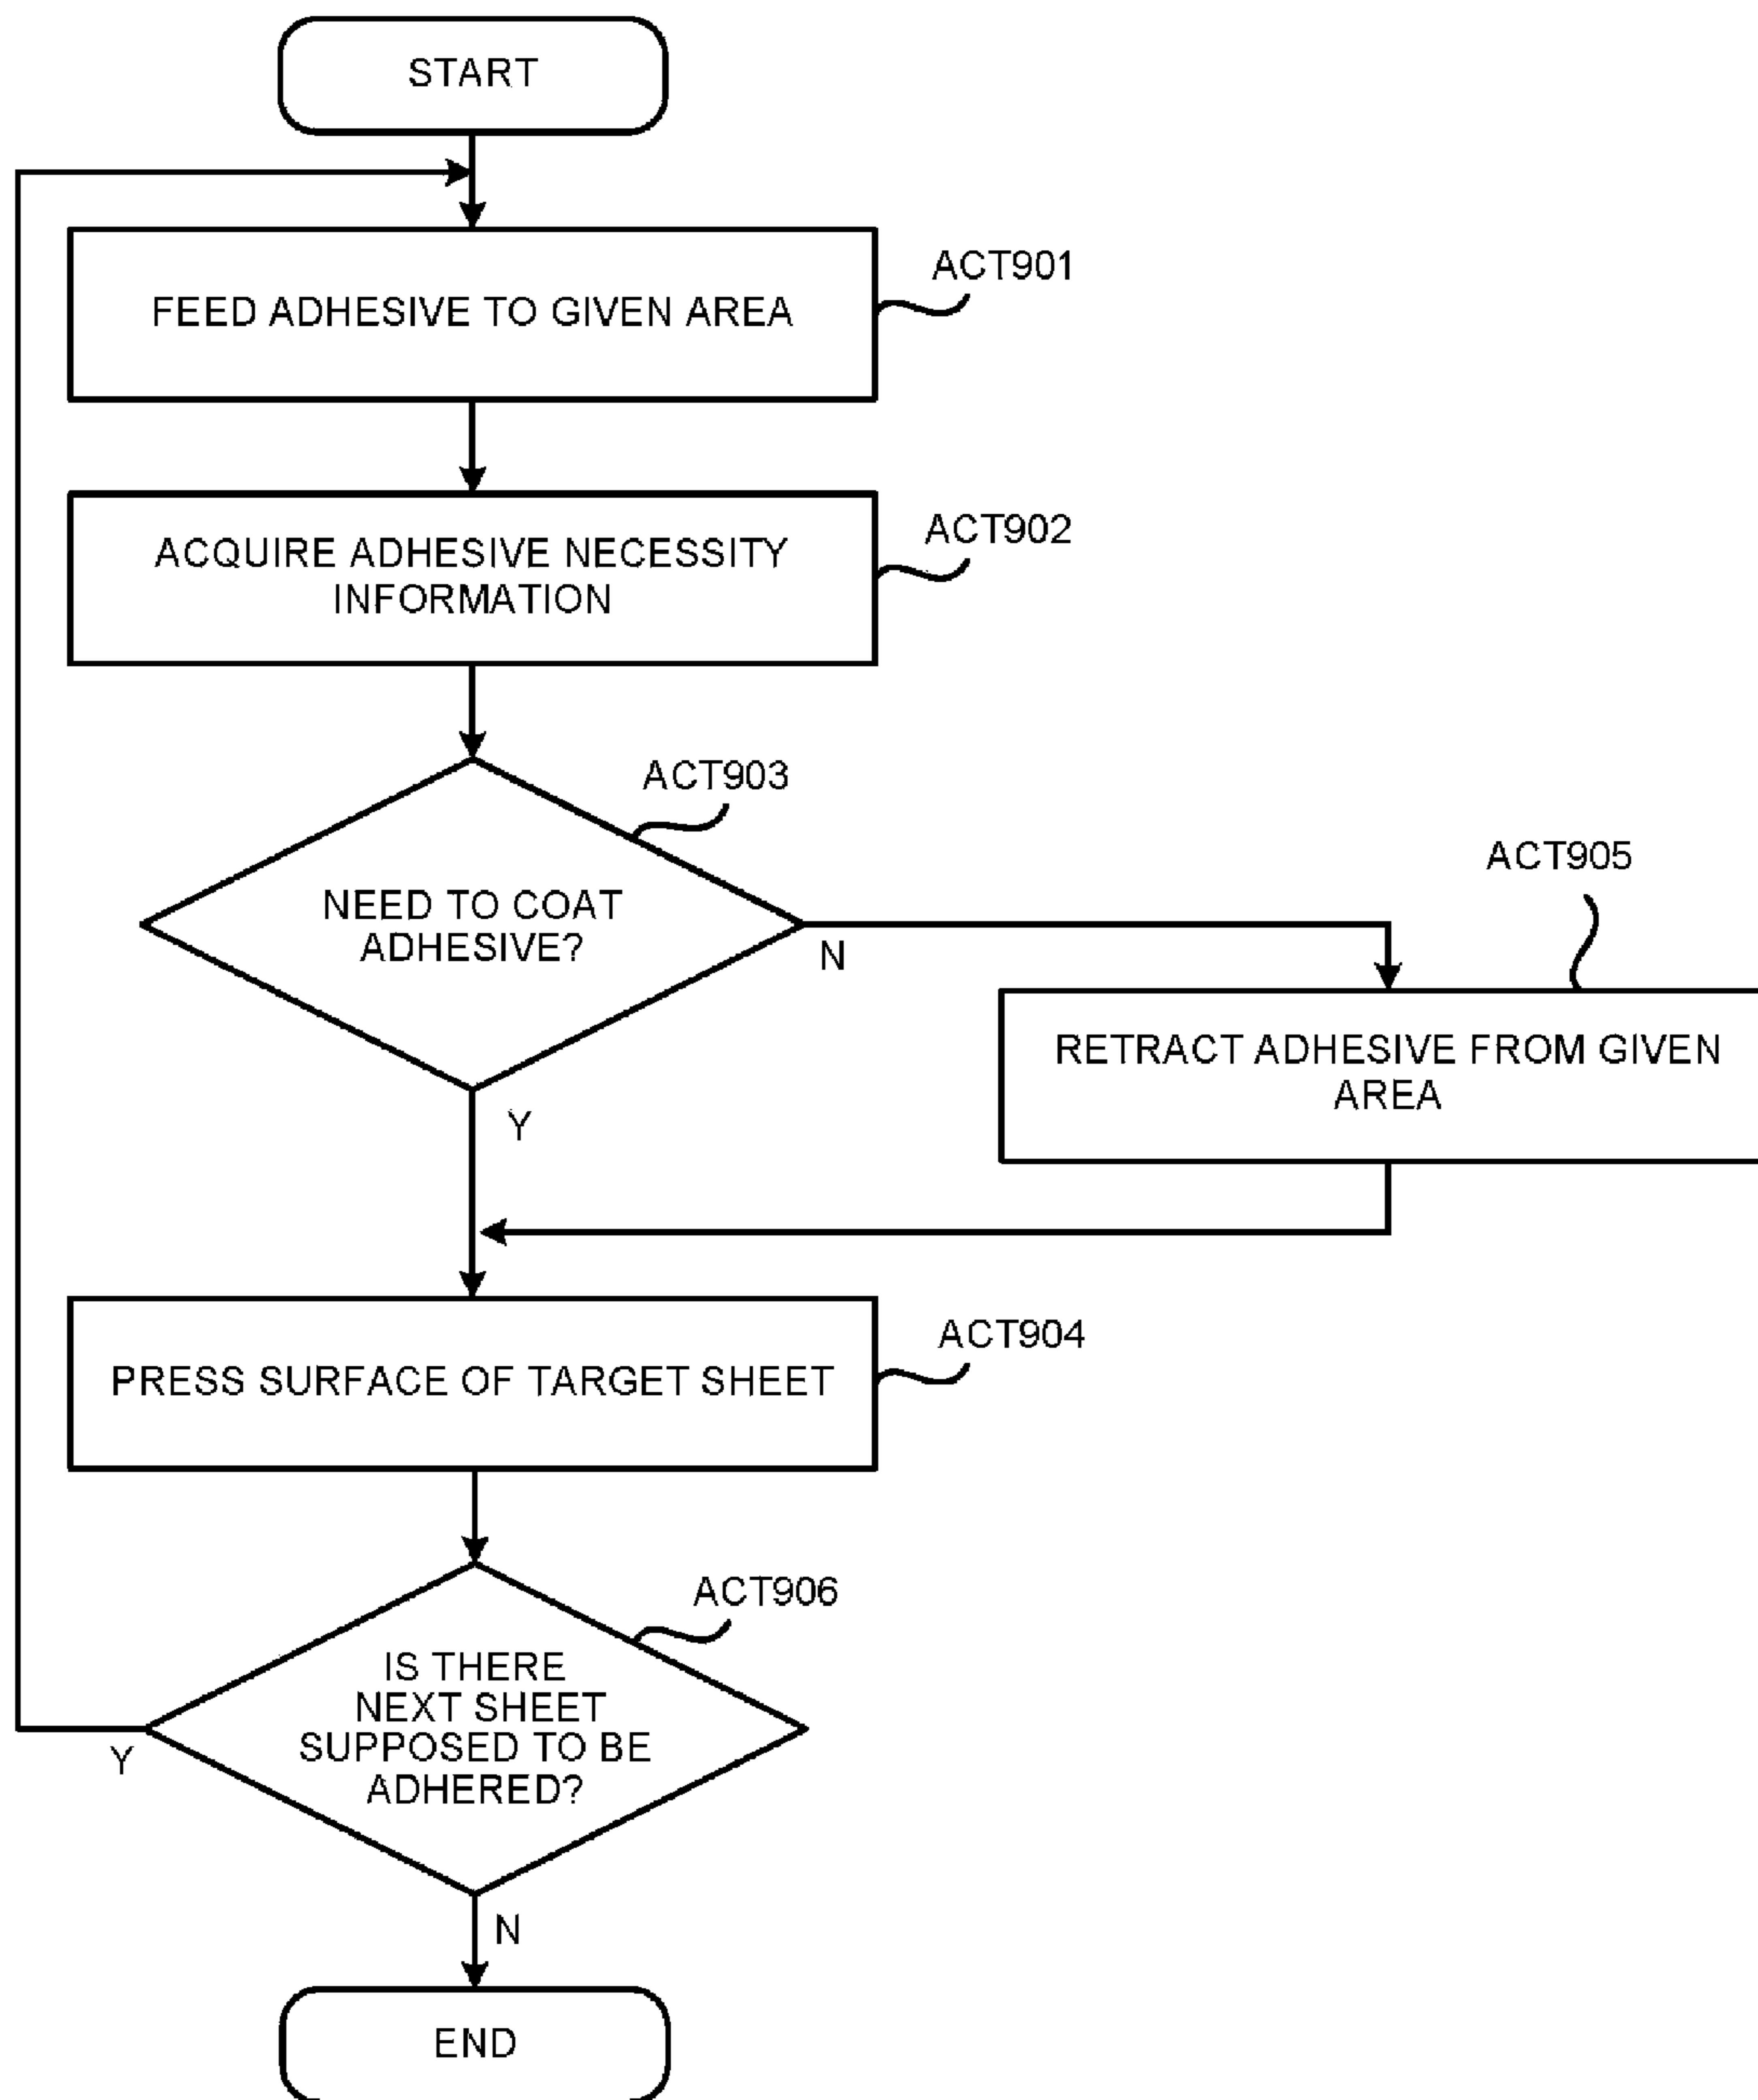 START
FEED ADHESIVE TO GIVEN AREA
ACT901
ACQUIRE ADHESIVE NECESSITY
INFORMATION
ACT902
ACT903
NEED TO COAT
ADHESIVE?
N
Y
ACT905
RETRACT ADHESIVE FROM GIVEN
AREA
PRESS SURFACE OF TARGET SHEET
ACT904
ACT906
IS THERE
NEXT SHEET
SUPPOSED TO BE
ADHERED?
Y
N
END